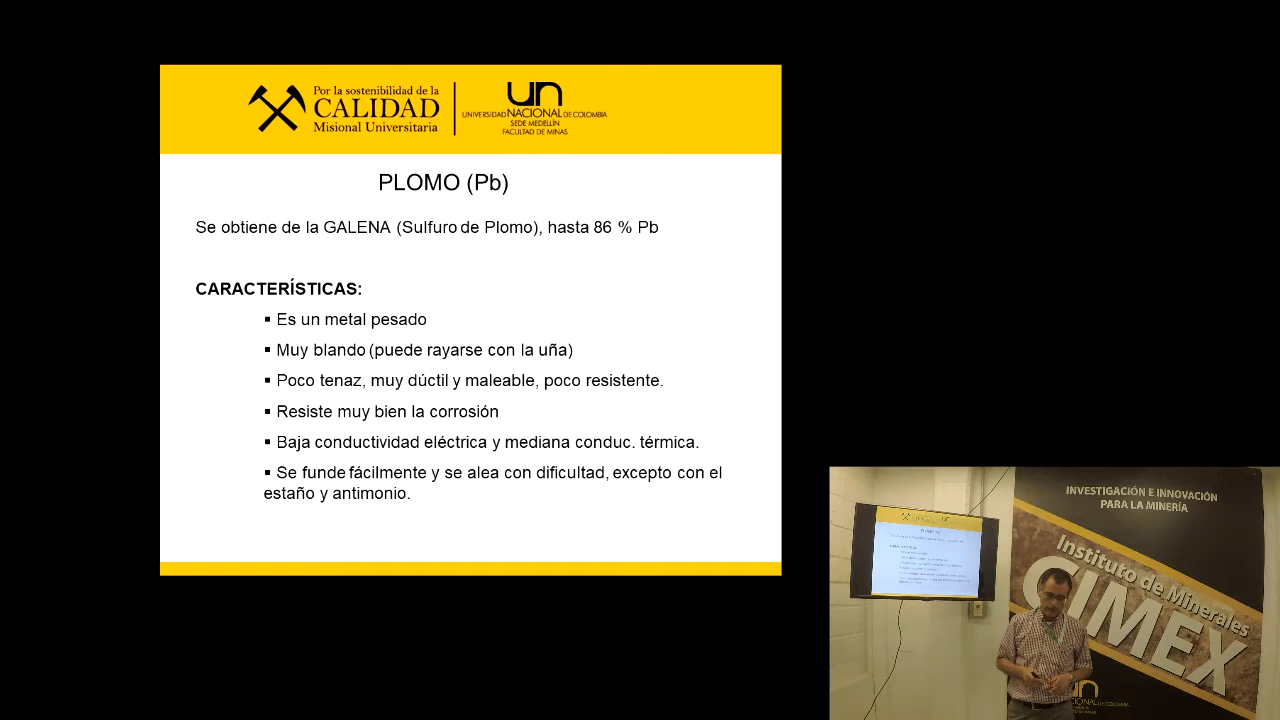 Por la sostenibilidad de la
CALIDAD
Misional Universitaria
un
UNIVERSIDAD NACIONAL DE COLOMBIA
SEDE MEDELLÍN
FACULTAD DE MINAS
PLOMO (Pb)
Se obtiene de la GALENA (Sulfuro de Plomo), hasta 86 % Pb
CARACTERÍSTICAS:
▪ Es un metal pesado
▪ Muy blando (puede rayarse con la uña)
▪ Poco tenaz, muy dúctil y maleable, poco resistente.
▪ Resiste muy bien la corrosión
▪ Baja conductividad eléctrica y mediana conduc. térmica.
▪ Se funde fácilmente y se alea con dificultad, excepto con el
estaño y antimonio.
INVESTIGACIÓN E INNOVACIÓN
PARA LA MINERÍA
Instituto de Minerales
CIMEX